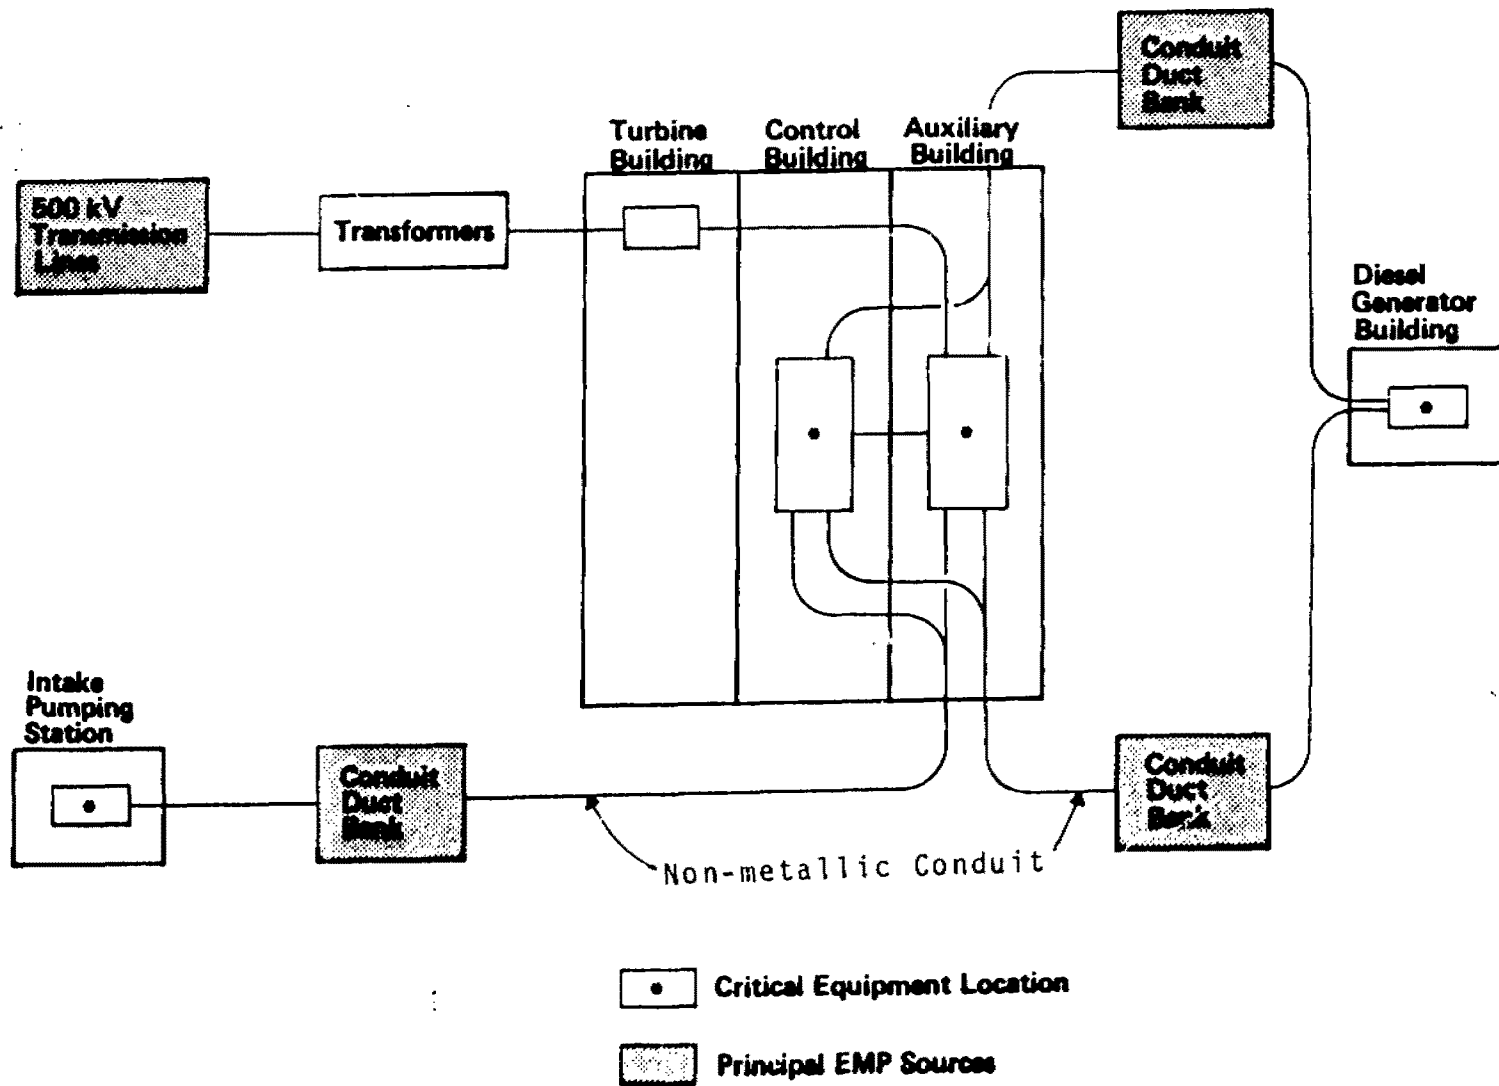 Conduit
Duct
Bank
Turbine
Building
Control
Building
Auxiliary
Building
500 kV
Transmission
Lines
Transformers
Diesel
Generator
Building
Intake
Pumping
Station
Conduit
Duct
Bank
Conduit
Duct
Bank
Non-metallic Conduit
Critical Equipment Location
Principal EMP Sources